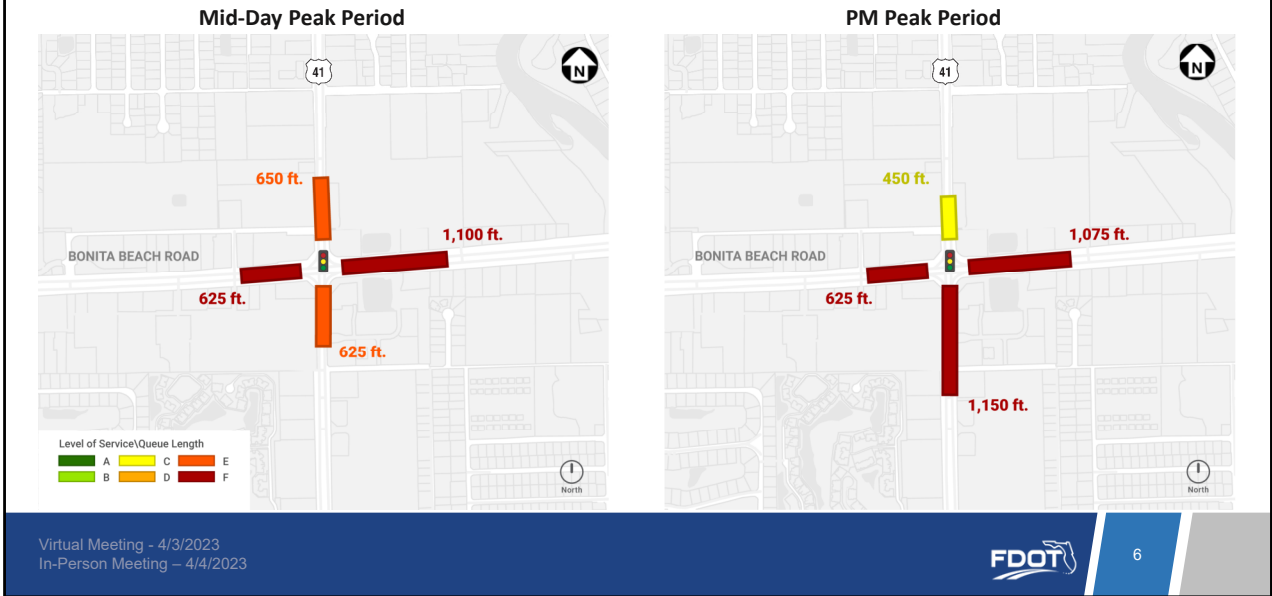 Mid-Day Peak Period
41
N
650 ft.
1,100 ft.
BONITA BEACH ROAD
625 ft.
625 ft.
Level of Service\Queue Length
A C E
B D F
North
PM Peak Period
41
N
450 ft.
1,075 ft.
BONITA BEACH ROAD
625 ft.
1,150 ft.
North
Virtual Meeting - 4/3/2023
In-Person Meeting – 4/4/2023
FDOT
6